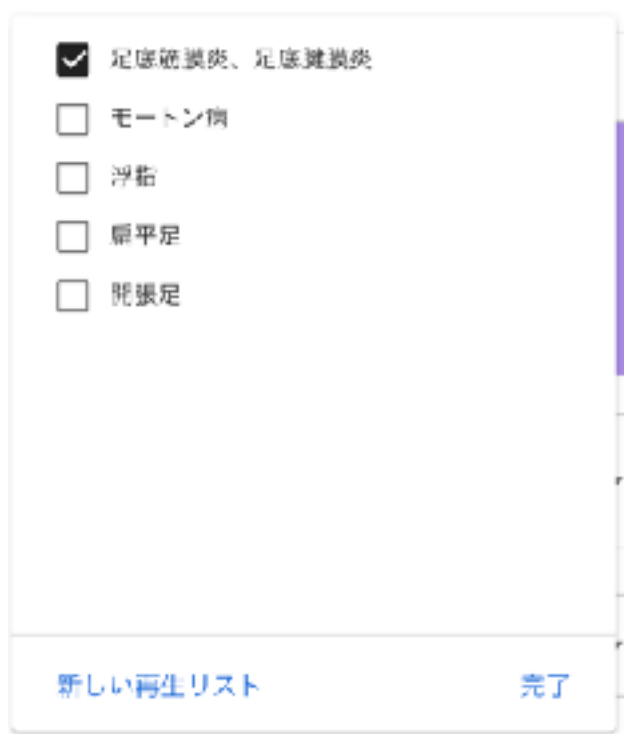 足底筋膜炎、足底腱膜炎
モートン病
浮指
扁平足
開張足
新しい再生リスト
完了